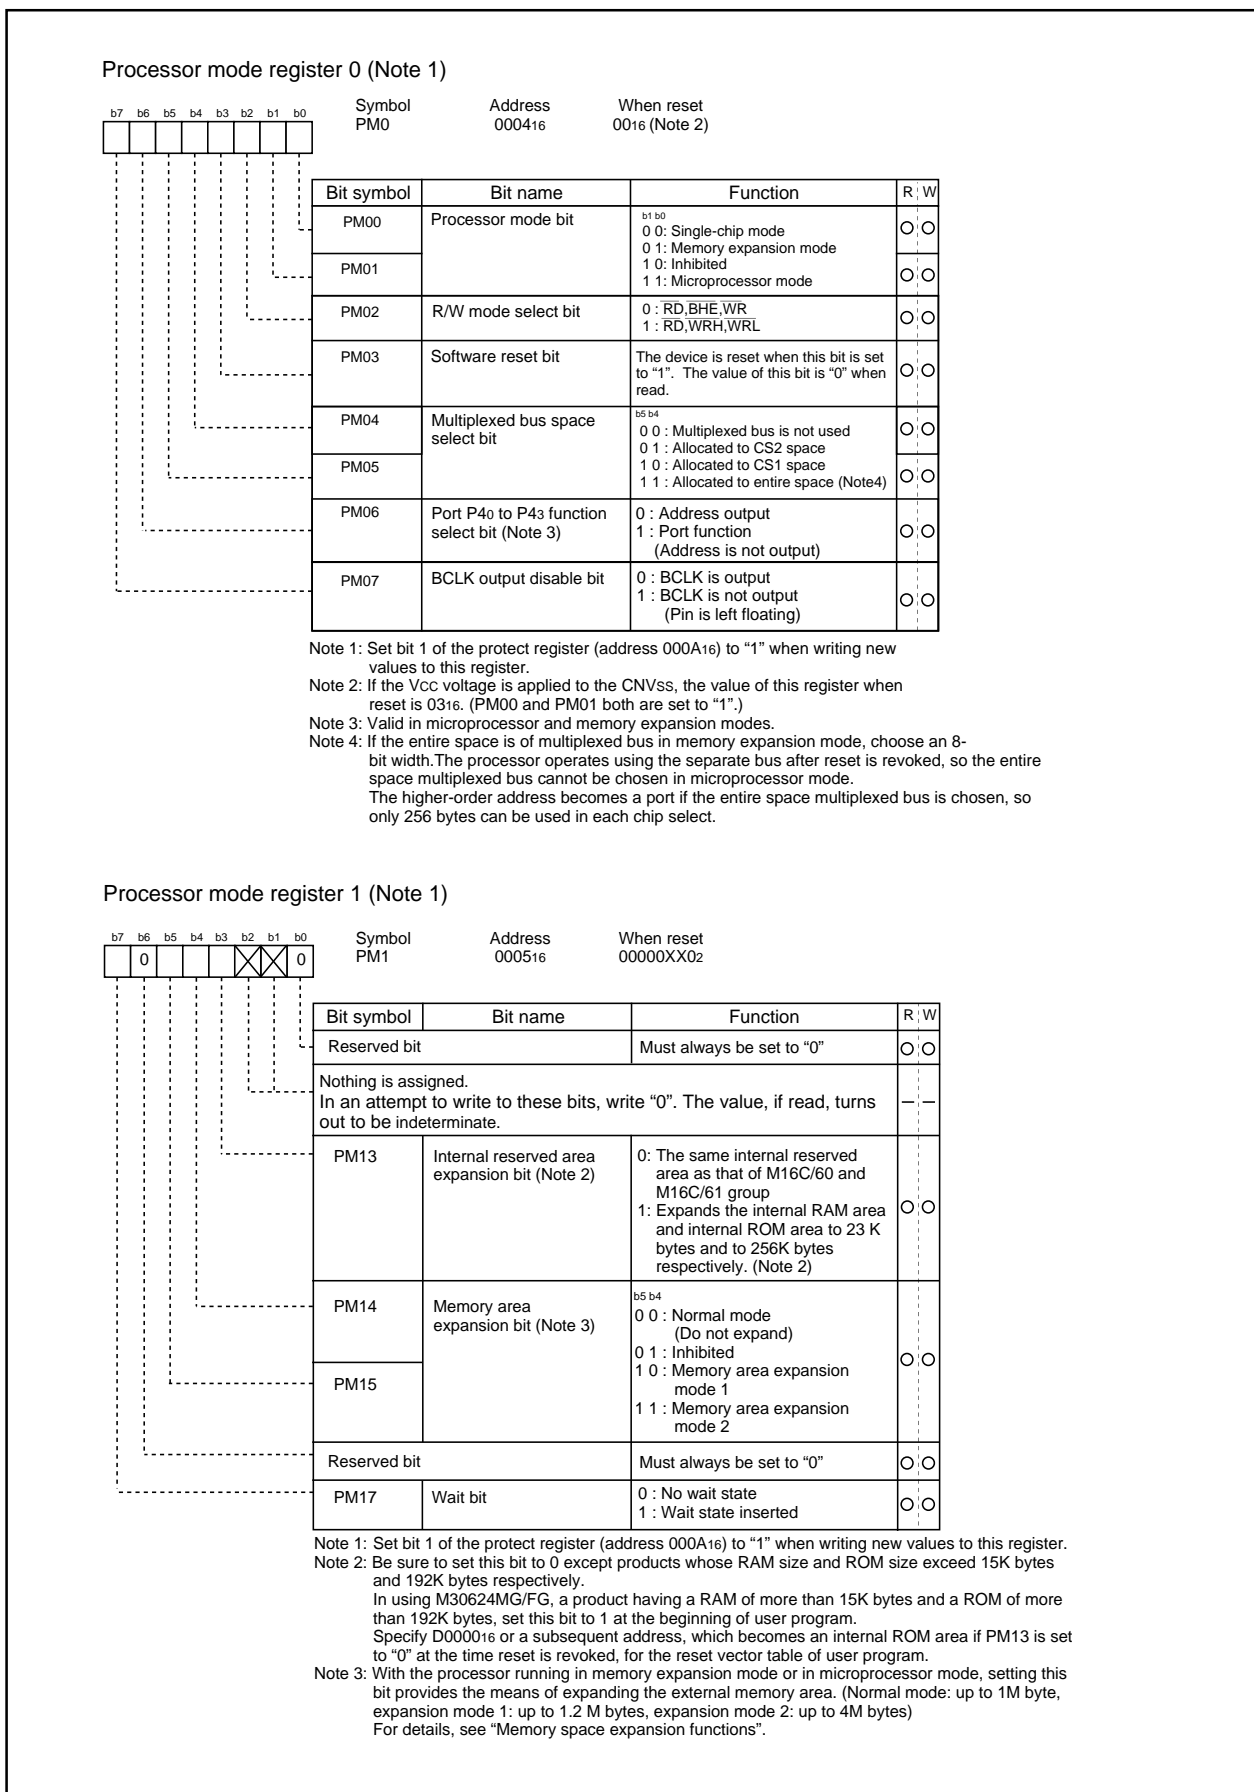 Processor mode register 0 (Note 1)
Symbol Address When reset
PM0 000416 0016 (Note 2)
b7 b6 b5 b4 b3 b2 b1 b0
Bit symbol Bit name Function R W
PM00 Processor mode bit
b1 b0
0 0: Single-chip mode
0 1: Memory expansion mode
PM01
1 0: Inhibited
1 1: Microprocessor mode
PM02 R/W mode select bit
0 : RD,BHE,WR
1 : RD,WRH,WRL
PM03 Software reset bit
The device is reset when this bit is set
to “1”. The value of this bit is “0” when
read.
PM04 Multiplexed bus space
select bit
b5 b4
0 0 : Multiplexed bus is not used
0 1 : Allocated to CS2 space
PM05
1 0 : Allocated to CS1 space
1 1 : Allocated to entire space (Note4)
PM06 Port P40 to P43 function
select bit (Note 3)
0 : Address output
1 : Port function
(Address is not output)
PM07 BCLK output disable bit
0 : BCLK is output
1 : BCLK is not output
(Pin is left floating)
Note 1: Set bit 1 of the protect register (address 000A16) to “1” when writing new
values to this register.
Note 2: If the VCC voltage is applied to the CNVSS, the value of this register when
reset is 0316. (PM00 and PM01 both are set to “1”.)
Note 3: Valid in microprocessor and memory expansion modes.
Note 4: If the entire space is of multiplexed bus in memory expansion mode, choose an 8-
bit width.The processor operates using the separate bus after reset is revoked, so the entire
space multiplexed bus cannot be chosen in microprocessor mode.
The higher-order address becomes a port if the entire space multiplexed bus is chosen, so
only 256 bytes can be used in each chip select.
Processor mode register 1 (Note 1)
Symbol Address When reset
PM1 000516 00000XX02
b7 b6 b5 b4 b3 b2 b1 b0
0 0
Bit symbol Bit name Function R W
Reserved bit Must always be set to “0”
Nothing is assigned.
In an attempt to write to these bits, write “0”. The value, if read, turns
out to be indeterminate.
PM13 Internal reserved area
expansion bit (Note 2)
0: The same internal reserved
area as that of M16C/60 and
M16C/61 group
1: Expands the internal RAM area
and internal ROM area to 23 K
bytes and to 256K bytes
respectively. (Note 2)
PM14 Memory area
expansion bit (Note 3)
b5 b4
0 0 : Normal mode
(Do not expand)
0 1 : Inhibited
PM15
1 0 : Memory area expansion
mode 1
1 1 : Memory area expansion
mode 2
Reserved bit Must always be set to “0”
PM17 Wait bit
0 : No wait state
1 : Wait state inserted
Note 1: Set bit 1 of the protect register (address 000A16) to “1” when writing new values to this register.
Note 2: Be sure to set this bit to 0 except products whose RAM size and ROM size exceed 15K bytes
and 192K bytes respectively.
In using M30624MG/FG, a product having a RAM of more than 15K bytes and a ROM of more
than 192K bytes, set this bit to 1 at the beginning of user program.
Specify D000016 or a subsequent address, which becomes an internal ROM area if PM13 is set
to “0” at the time reset is revoked, for the reset vector table of user program.
Note 3: With the processor running in memory expansion mode or in microprocessor mode, setting this
bit provides the means of expanding the external memory area. (Normal mode: up to 1M byte,
expansion mode 1: up to 1.2 M bytes, expansion mode 2: up to 4M bytes)
For details, see “Memory space expansion functions”.